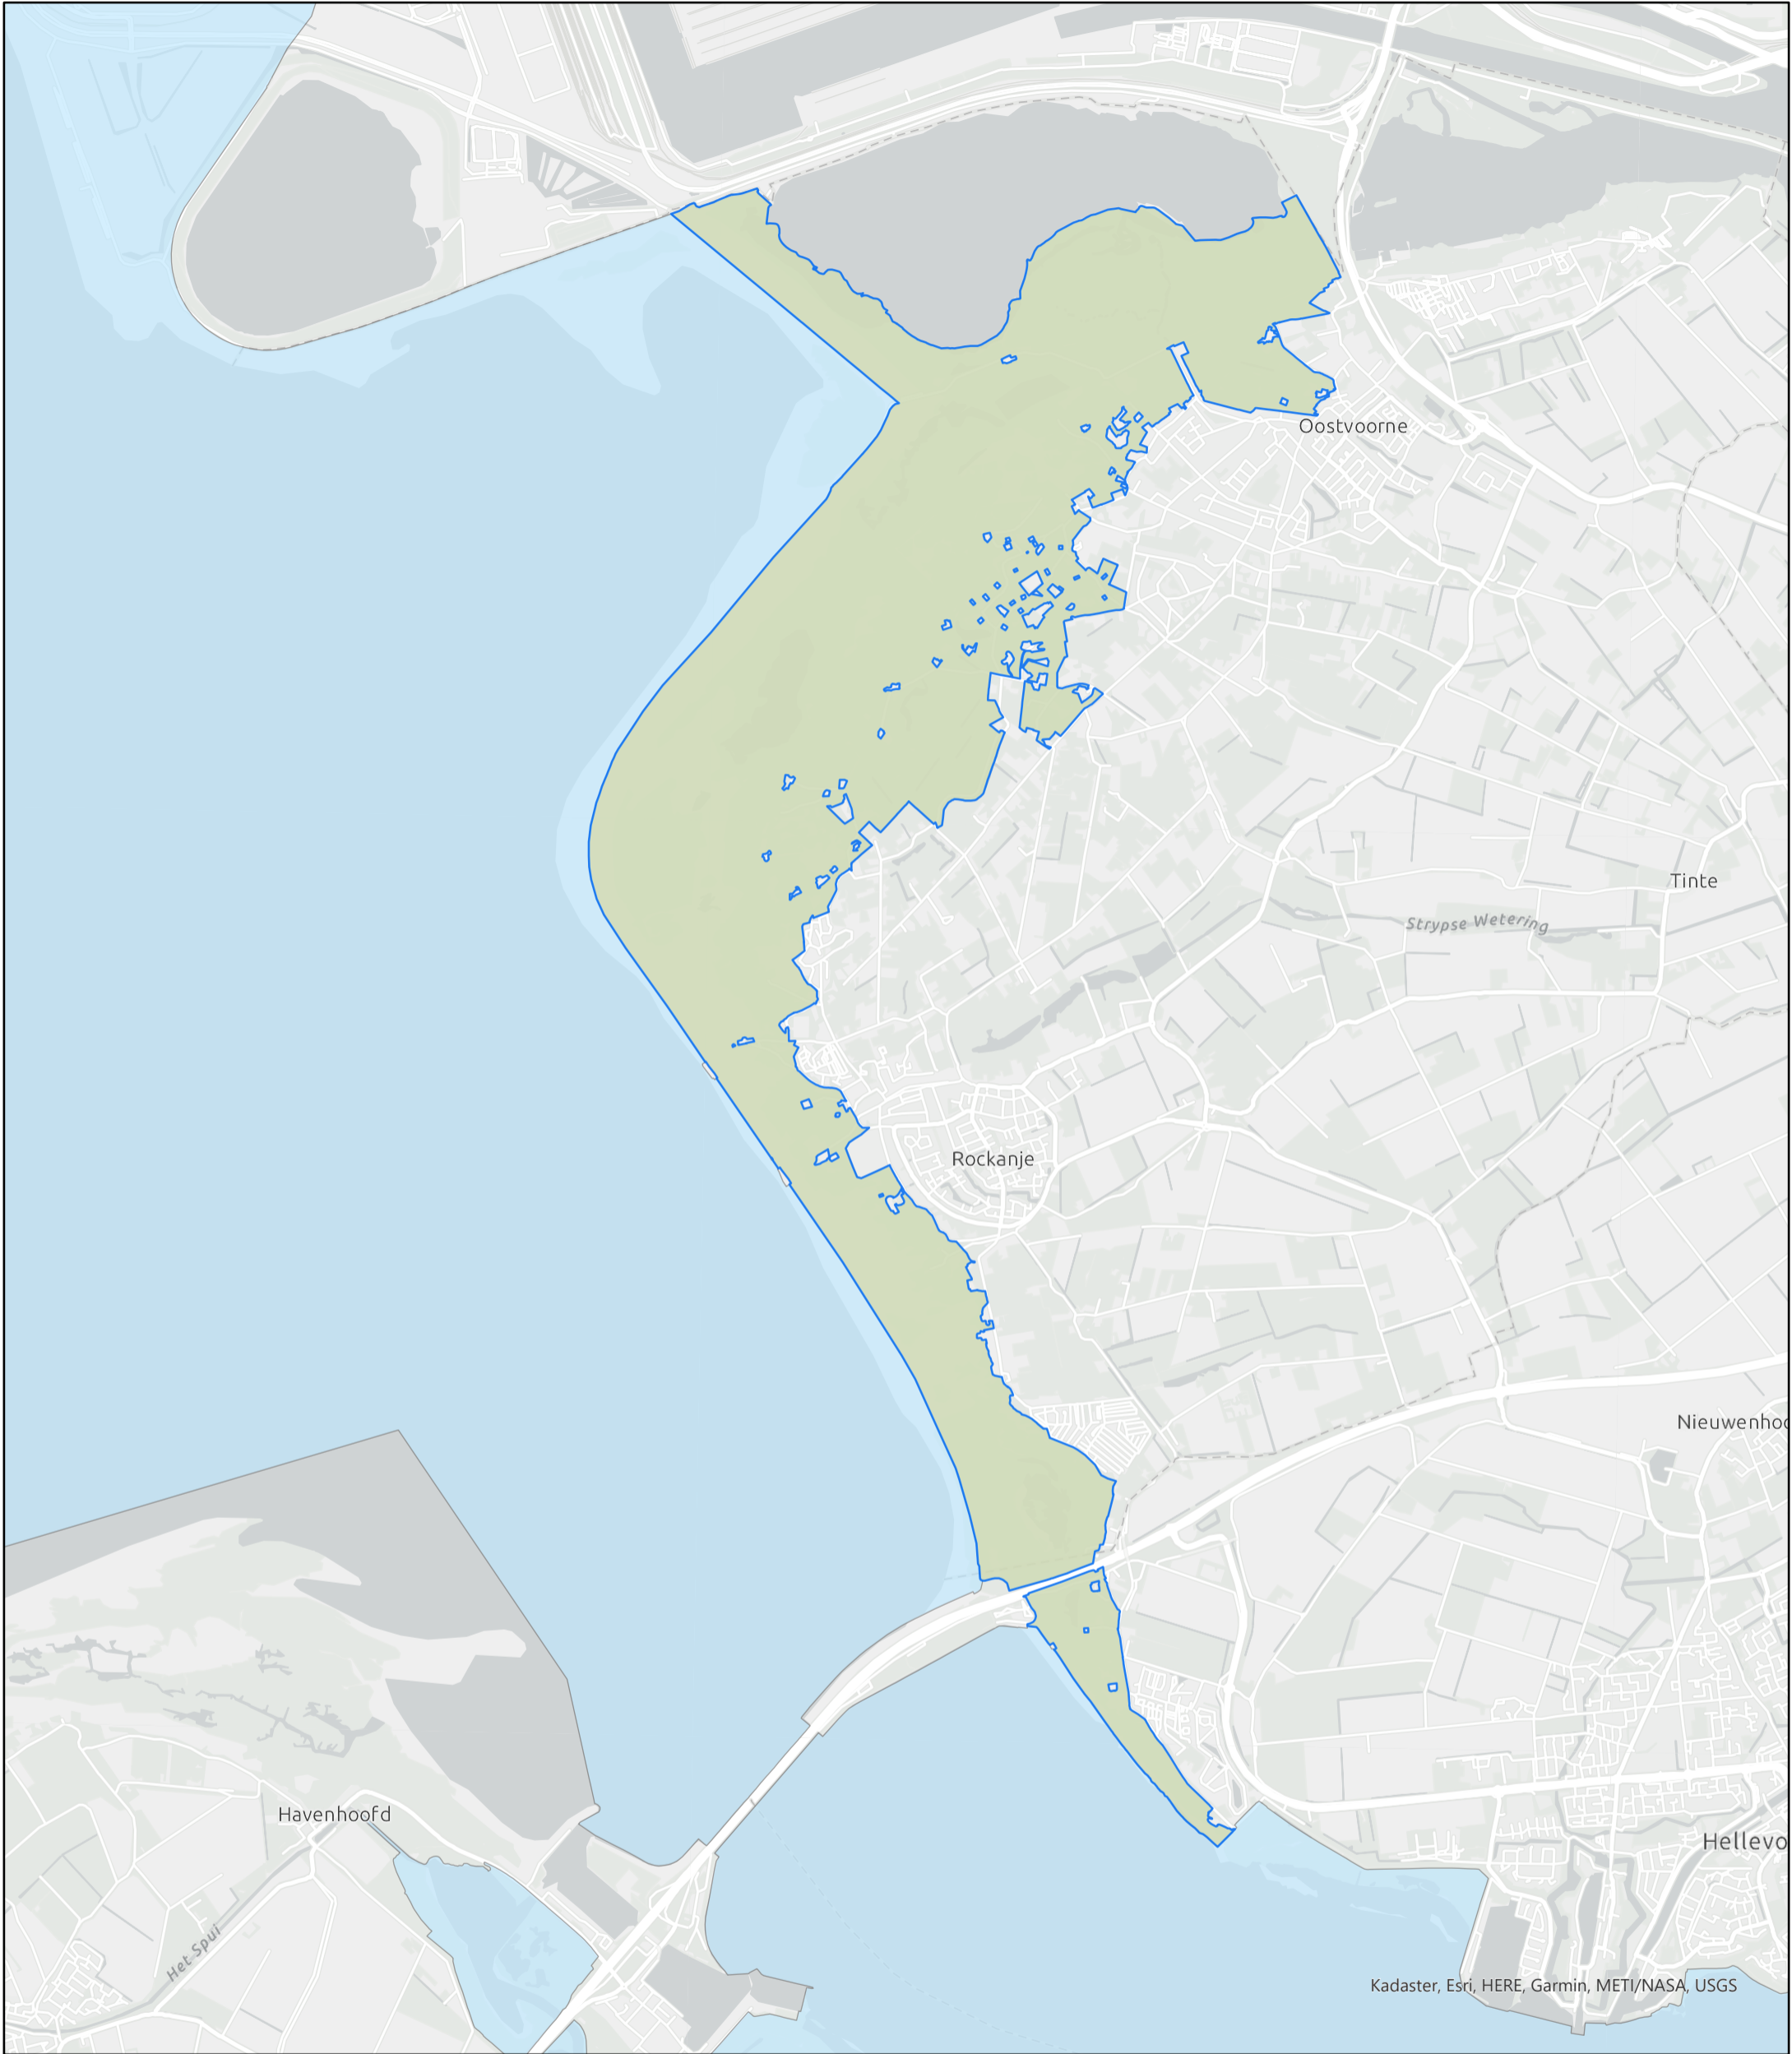 Oostvoorne
Tinte
Strypse Wetering
Rockanje
Nieuwenhoo
Havenhoofd
Hellevo
Het Spui
Kadaster, Esri, HERE, Garmin, METI/NASA, USGS